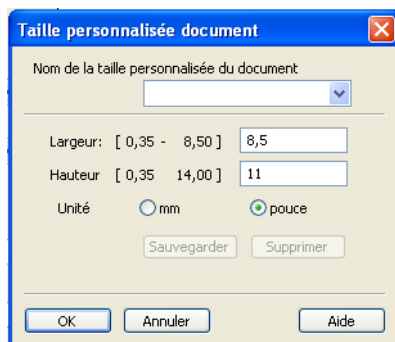 Taille personnalisée document
Nom de la taille personnalisée du document
Largeur: [ 0,35 - 8,50 ] 8,5
Hauteur [ 0,35 14,00 ] 11
Unité mm pouce
Sauvegarder Supprimer
OK Annuler Aide